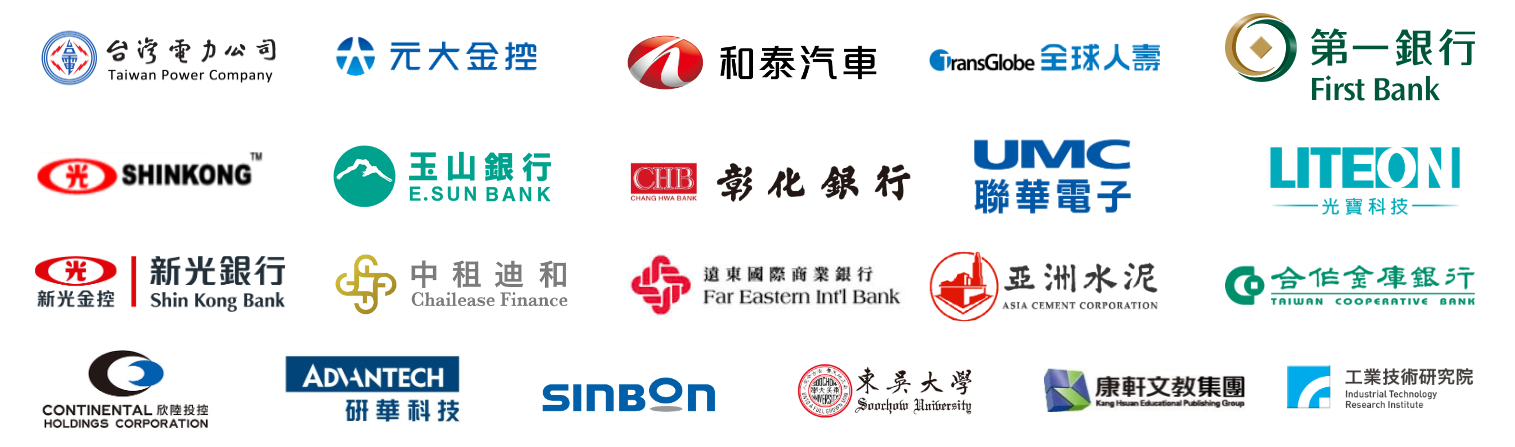 台灣電力公司
Taiwan Power Company
元大金控
和泰汽車
TransGlobe 全球人壽
第一銀行
First Bank
光 SHINKONG™
玉山銀行
E.SUN BANK
CHB
CHANG HWA BANK
彰化銀行
UMC
聯華電子
LITEON
光寶科技
光
新光金控
新光銀行
Shin Kong Bank
中租迪和
Chailease Finance
遠東國際商業銀行
Far Eastern Int'l Bank
亞洲水泥
ASIA CEMENT CORPORATION
合作金庫銀行
TAIWAN COOPERATIVE BANK
CONTINENTAL 欣陸投控
HOLDINGS CORPORATION
ADVANTECH
研華科技
SINBON
東吳大學
Soochow University
康軒文教集團
Kang Hsuan Educational Publishing Group
工業技術研究院
Industrial Technology
Research Institute